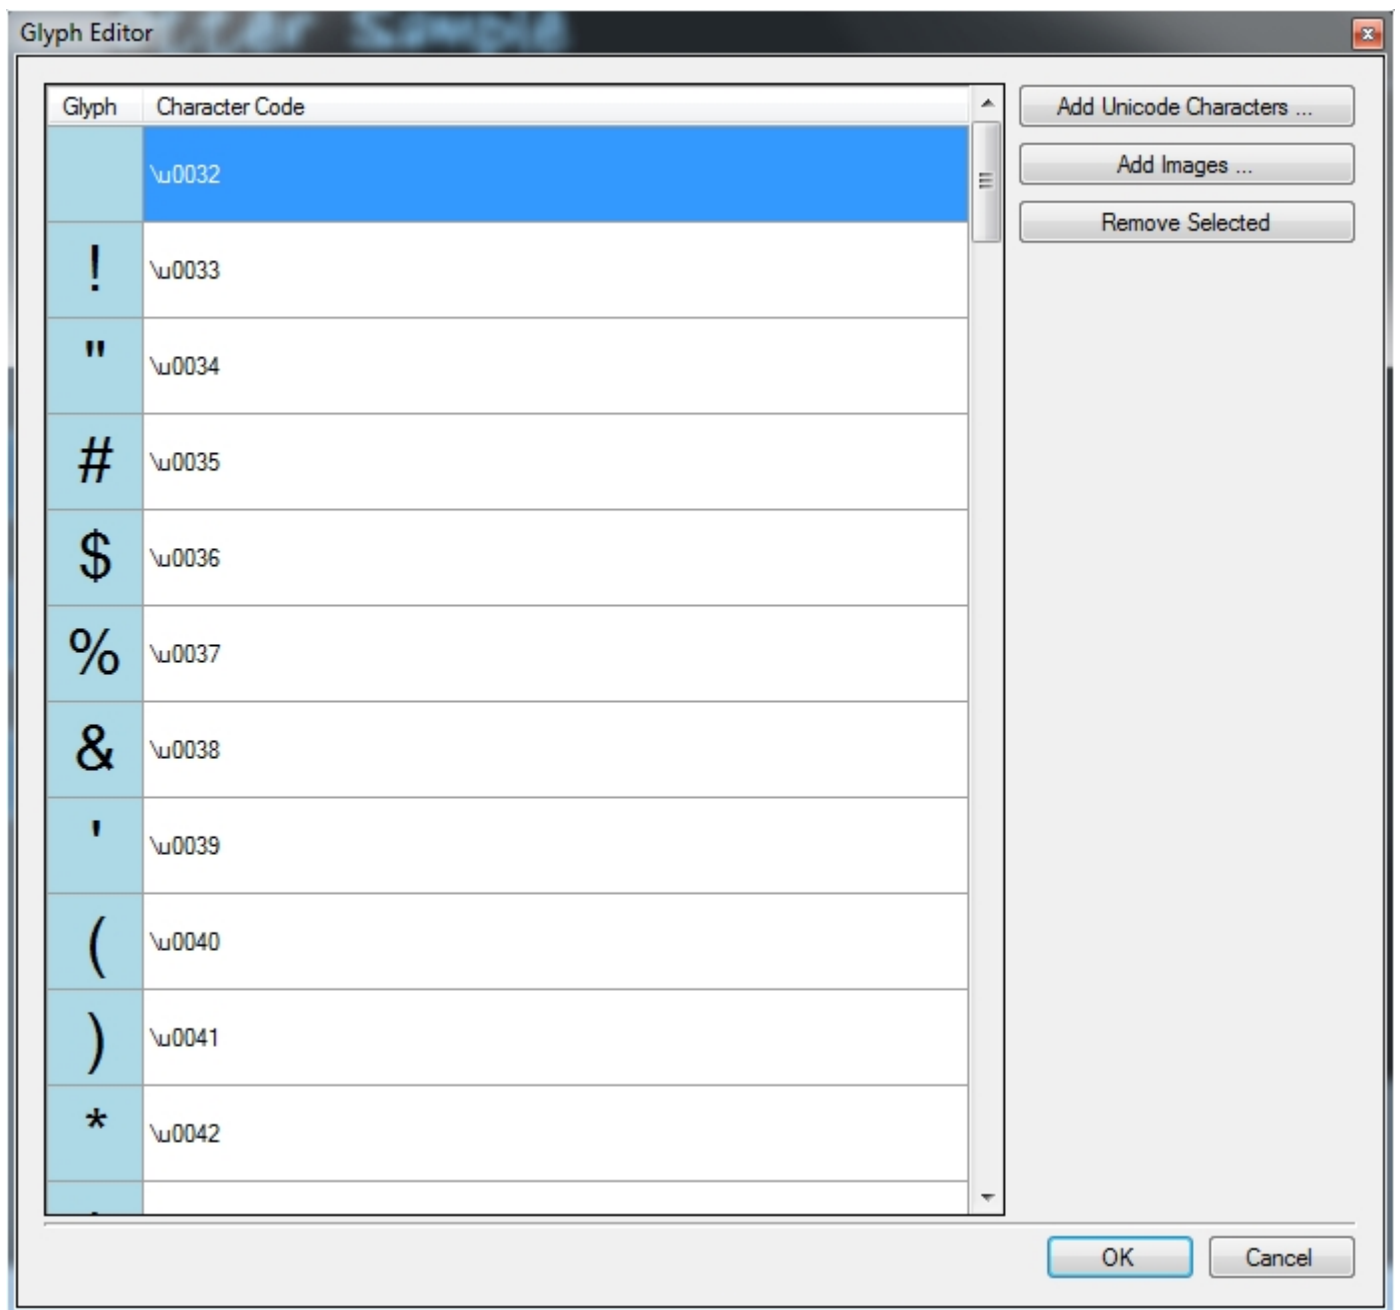 Glyph Editor
Glyph Character Code
Add Unicode Characters ...
Add Images ...
Remove Selected
\u0032
! \u0033
" \u0034
# \u0035
$ \u0036
% \u0037
& \u0038
' \u0039
( \u0040
) \u0041
* \u0042
OK Cancel